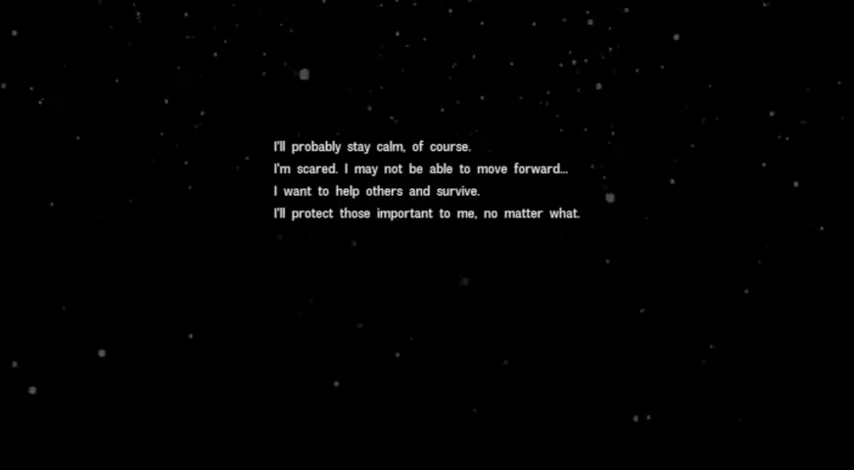 I'll probably stay calm, of course.
I'm scared. I may not be able to move forward...
I want to help others and survive.
I'll protect those important to me, no matter what.